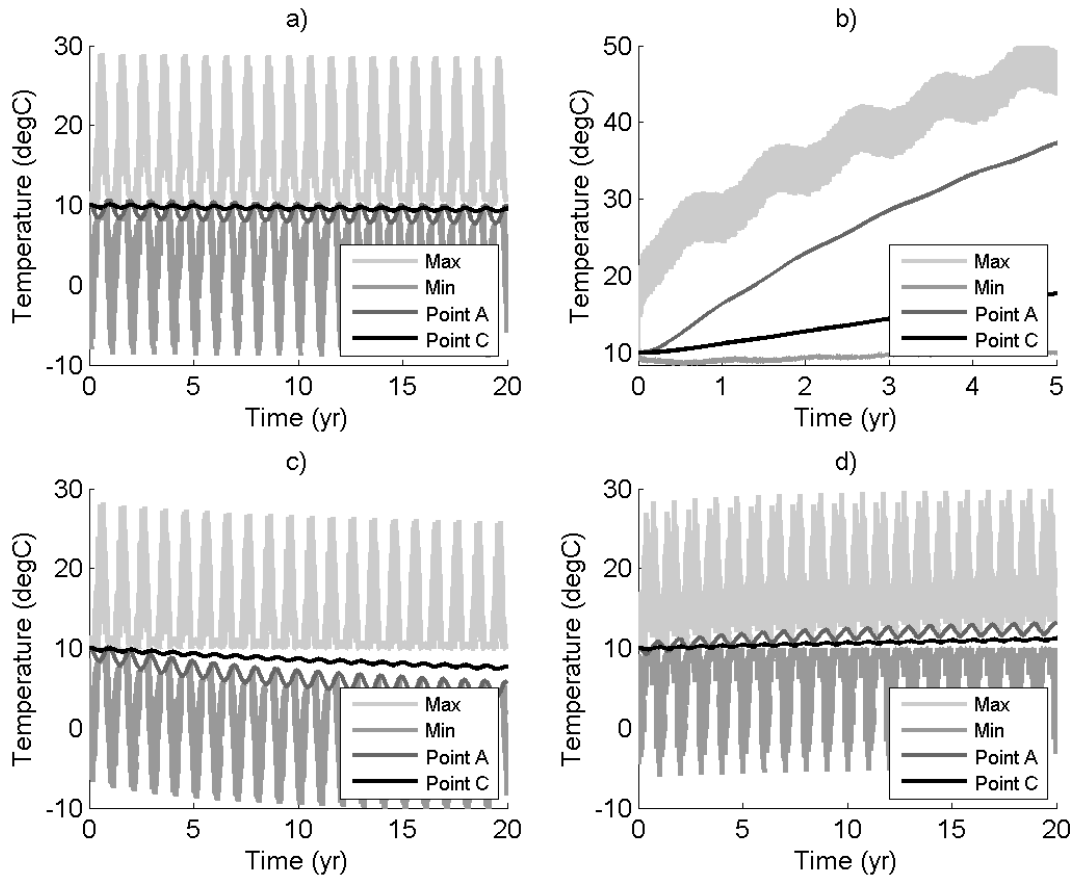 a)
30
20
10
0
-10
Temperature (degC)
Max
Min
Point A
Point C
0 5 10 15 20
Time (yr)
b)
50
40
30
20
10
Temperature (degC)
Max
Min
Point A
Point C
0 1 2 3 4 5
Time (yr)
c)
30
20
10
0
-10
Temperature (degC)
Max
Min
Point A
Point C
0 5 10 15 20
Time (yr)
d)
30
20
10
0
-10
Temperature (degC)
Max
Min
Point A
Point C
0 5 10 15 20
Time (yr)